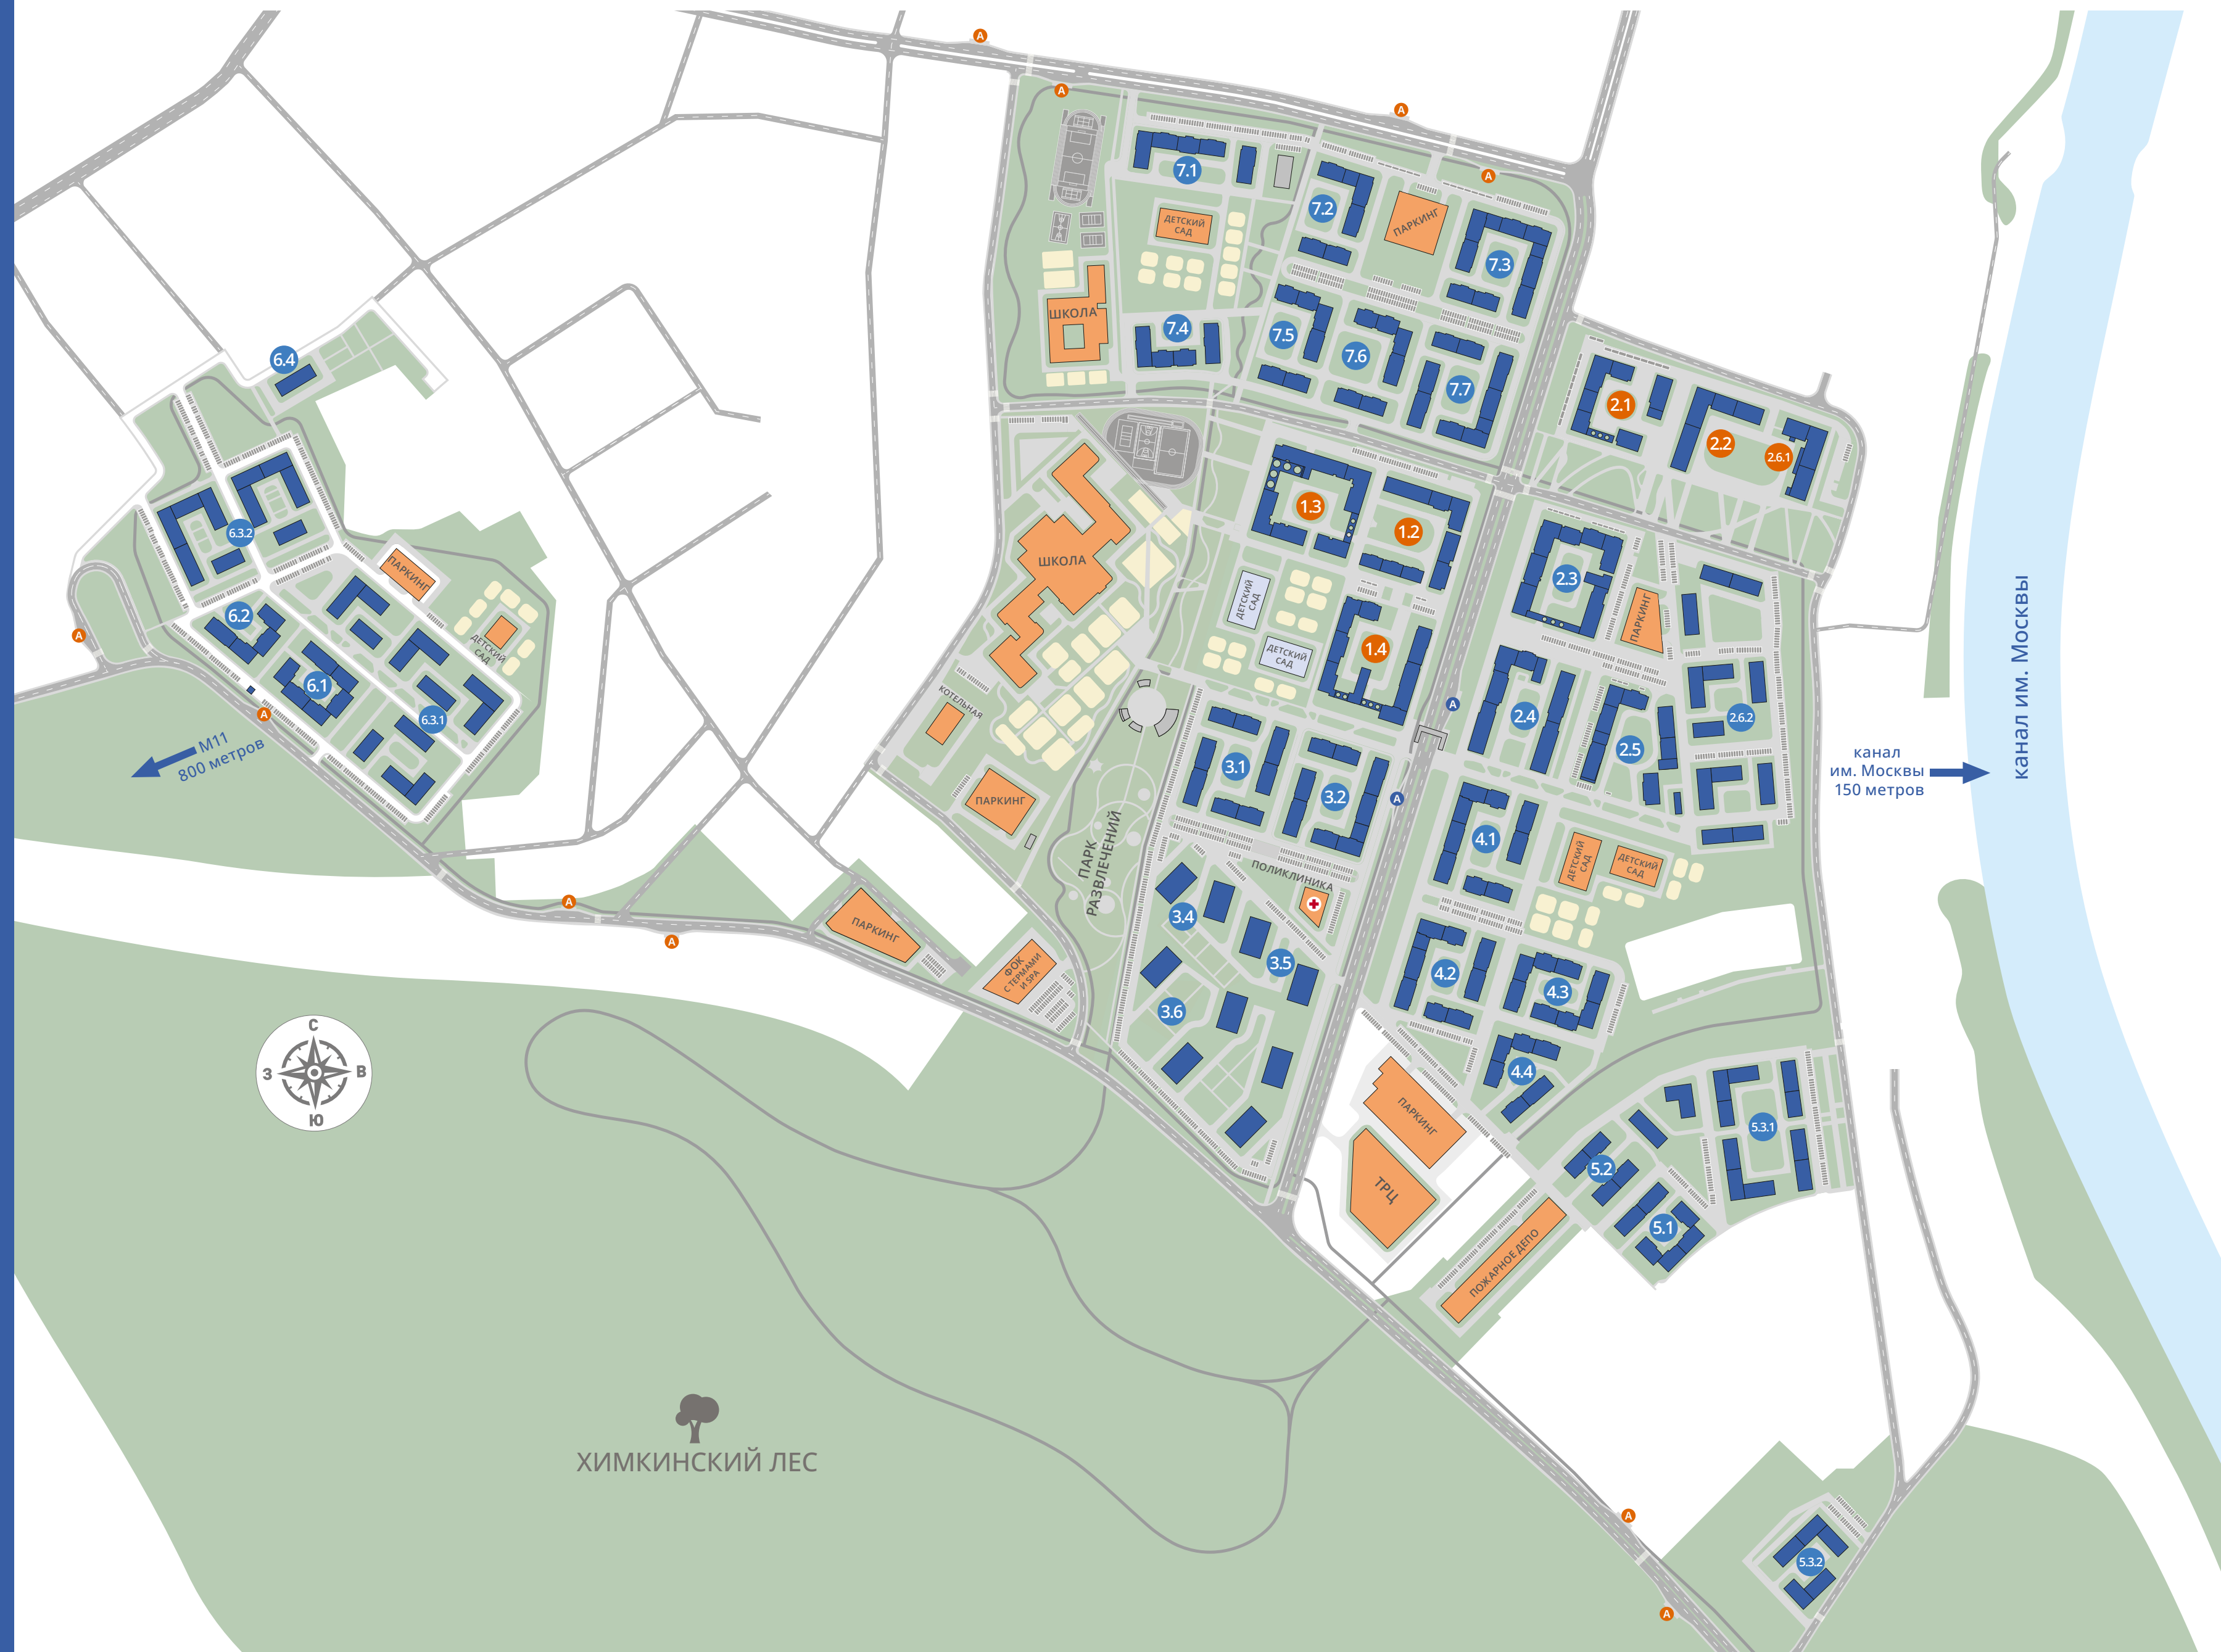 А
А
А
7.1
А
7.2
7.3
ДЕТСКИЙ
САД
ПАРКИНГ
ШКОЛА
7.4
7.5
7.6
7.7
6.4
2.1
2.2
2.6.1
1.3
1.2
6.3.2
ШКОЛА
2.3
ПАРКИНГ
ДЕТСКИЙ
САД
ДЕТСКИЙ
САД
ПАРКИНГ
6.2
А
ДЕТСКИЙ
САД
1.4
6.1
6.3.1
А
КОТЕЛЬНАЯ
А
2.4
2.6.2
2.5
М11
800 метров
3.1
3.2
А
ПАРКИНГ
канал
им. Москвы
150 метров
канал им. Москвы
4.1
ПАРК
РАЗВЛЕЧЕНИЙ
ПОЛИКЛИНИКА
ДЕТСКИЙ
САД
ДЕТСКИЙ
САД
А
А
ПАРКИНГ
3.4
3.5
3.6
ФОК
С ТЕРМАМИ
И SPA
4.2
4.3
4.4
С
З
В
Ю
ПАРКИНГ
ТРЦ
5.3.1
5.2
5.1
ПОЖАРНОЕ ДЕПО
ХИМКИНСКИЙ ЛЕС
А
5.3.2
А